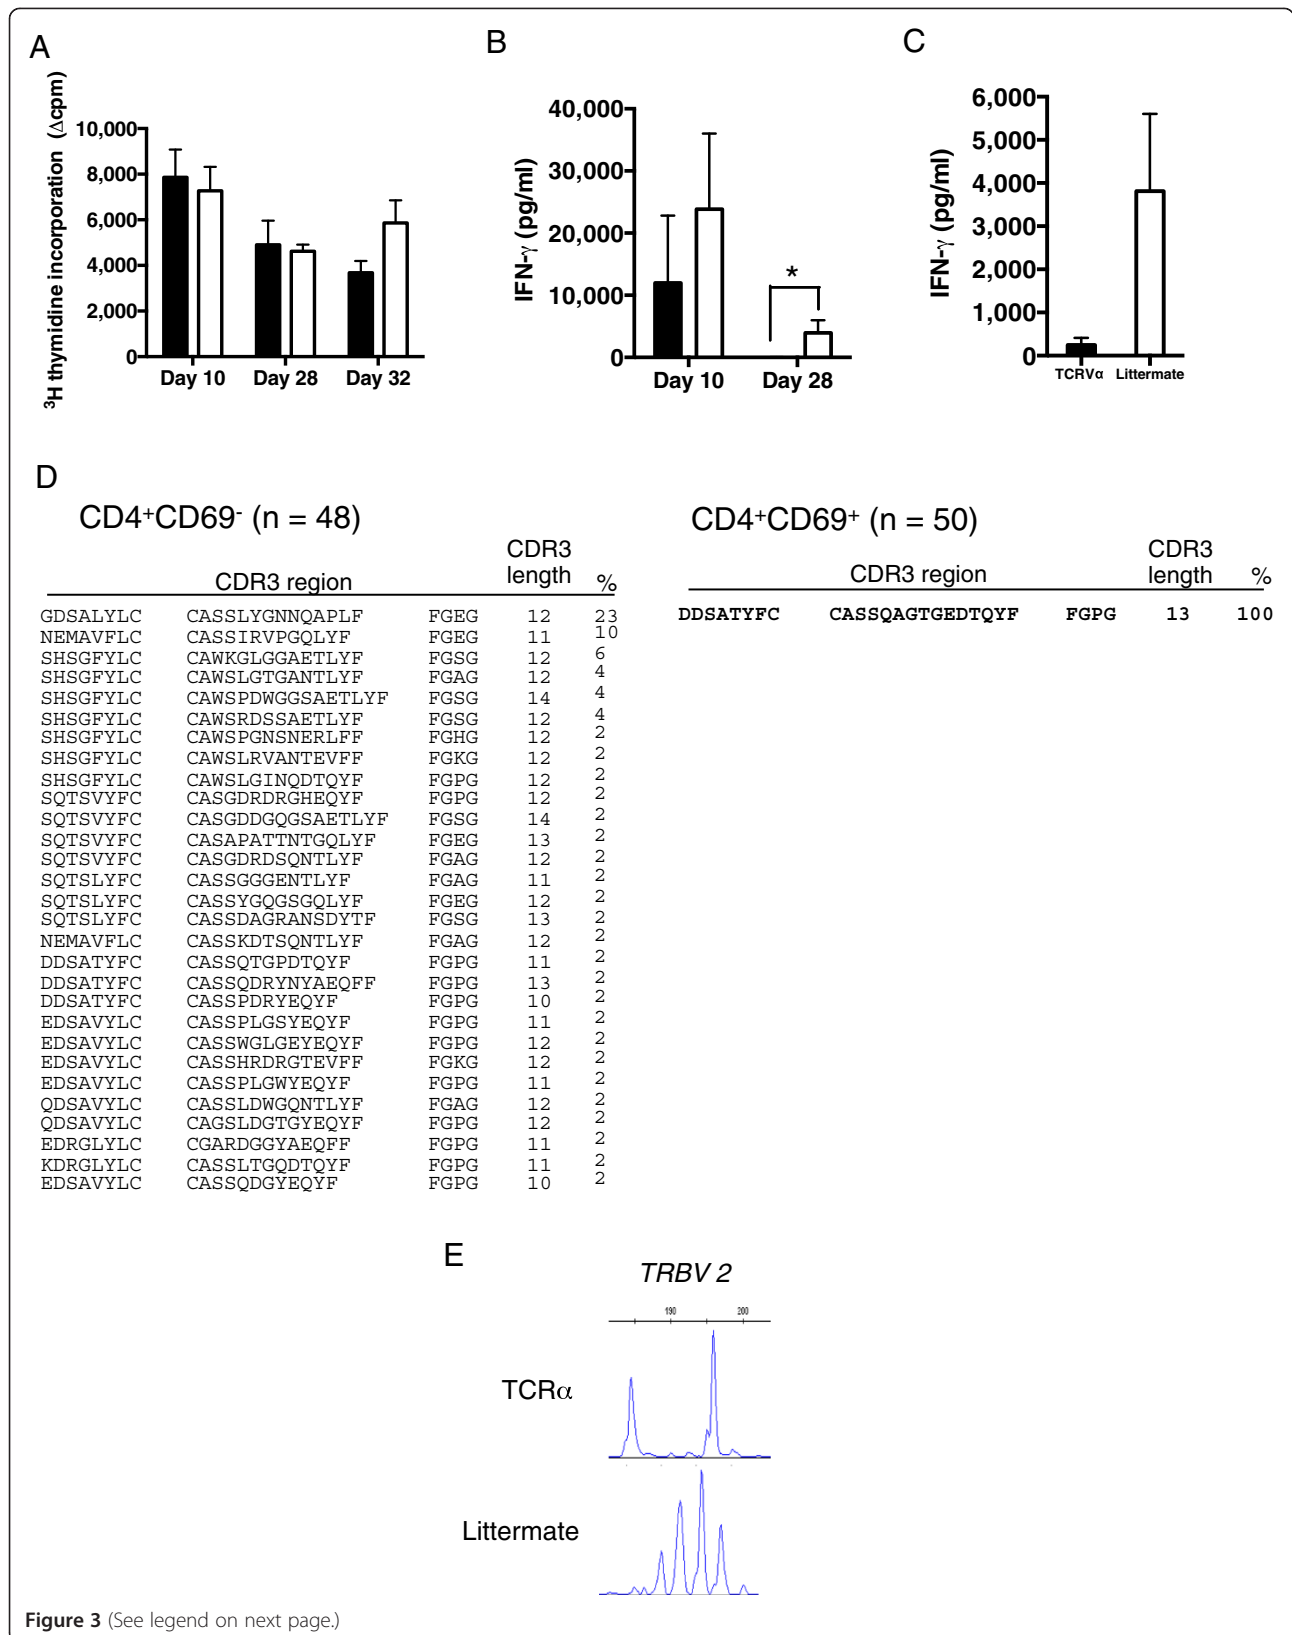 A
B
C
³H thymidine incorporation (Δcpm)
10,000
8,000
6,000
4,000
2,000
0
Day 10 Day 28 Day 32
IFN-γ (pg/ml)
40,000
30,000
20,000
10,000
0
*
Day 10 Day 28
IFN-γ (pg/ml)
6,000
5,000
4,000
3,000
2,000
1,000
0
TCRVα Littermate
D
CD4⁺CD69⁻ (n = 48)
CDR3 region CDR3 length %
GDSALYLC CASSLYGNNQAPLF FGEG 12 23
NEMAVFLC CASSIRVPGQLYF FGEG 11 10
SHSGFYLC CAWKGLGGAETLYF FGSG 12 6
SHSGFYLC CAWSLGTGANTLYF FGAG 12 4
SHSGFYLC CAWSPDWGGSAETLYF FGSG 14 4
SHSGFYLC CAWSRDSSAETLYF FGSG 12 4
SHSGFYLC CAWSPGNSNERLFF FGHG 12 2
SHSGFYLC CAWSLRVANTEVFF FGKG 12 2
SHSGFYLC CAWSLGINQDTQYF FGPG 12 2
SQTSVYFC CASGDRDRGHEQYF FGPG 12 2
SQTSVYFC CASGDDGQGSAETLYF FGSG 14 2
SQTSVYFC CASAPATTNTGQLYF FGEG 13 2
SQTSVYFC CASGDRDSQNTLYF FGAG 12 2
SQTSLYFC CASSGGGENTLYF FGAG 11 2
SQTSLYFC CASSYGQGSGQLYF FGEG 12 2
SQTSLYFC CASSDAGRANSDYTF FGSG 13 2
NEMAVFLC CASSKDTSQNTLYF FGAG 12 2
DDSATYFC CASSQTGPDTQYF FGPG 11 2
DDSATYFC CASSQDRYNYAEQFF FGPG 13 2
DDSATYFC CASSPDRYEQYF FGPG 10 2
EDSAVYLC CASSPLGSYEQYF FGPG 11 2
EDSAVYLC CASSWGLGEYEQYF FGPG 12 2
EDSAVYLC CASSHRDRGTEVFF FGKG 12 2
EDSAVYLC CASSPLGWYEQYF FGPG 11 2
QDSAVYLC CASSLDWGQNTLYF FGAG 12 2
QDSAVYLC CAGSLDGTGYEQYF FGPG 12 2
EDRGLYLC CGARDGGYAEQFF FGPG 11 2
KDRGLYLC CASSLTGQDTQYF FGPG 11 2
EDSAVYLC CASSQDGYEQYF FGPG 10 2
CD4⁺CD69⁺ (n = 50)
CDR3 region CDR3 length %
DDSATYFC CASSQAGTGEDTQYF FGPG 13 100
E
TRBV 2
190 200
TCRα
Littermate
Figure 3 (See legend on next page.)